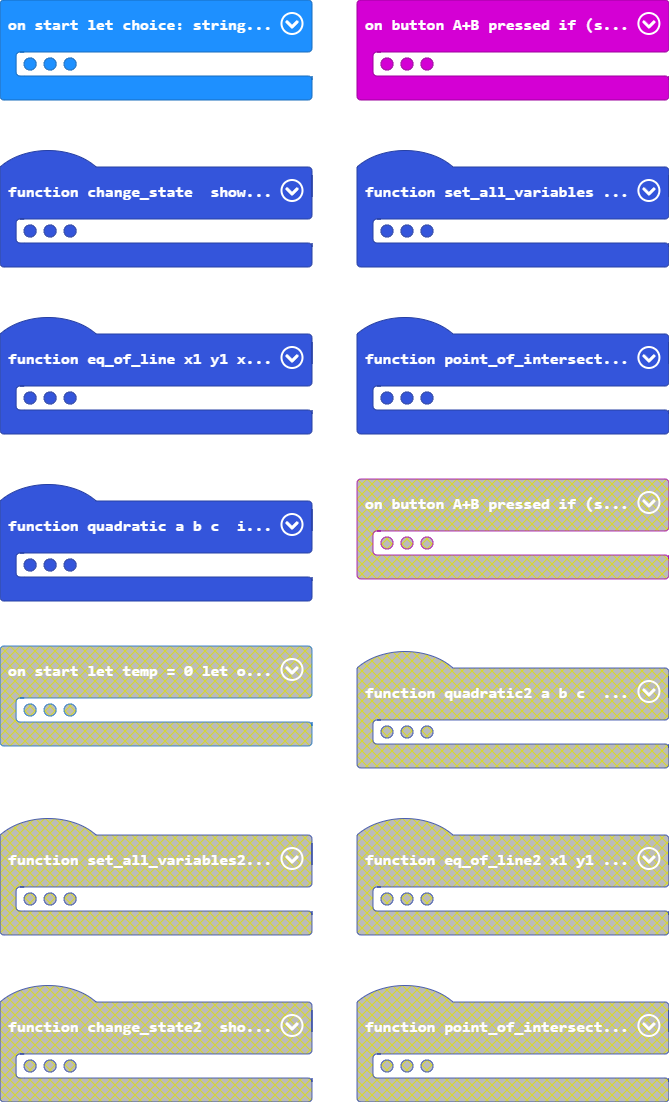 on start let choice: string...
on button A+B pressed if (s...
function change_state  show...
function set_all_variables ...
function eq_of_line x1 y1 x...
function point_of_intersect...
function quadratic a b c  i...
on button A+B pressed if (s...
on start let temp = 0 let o...
function quadratic2 a b c  ...
function set_all_variables2...
function eq_of_line2 x1 y1 ...
function change_state2  sho...
function point_of_intersect...